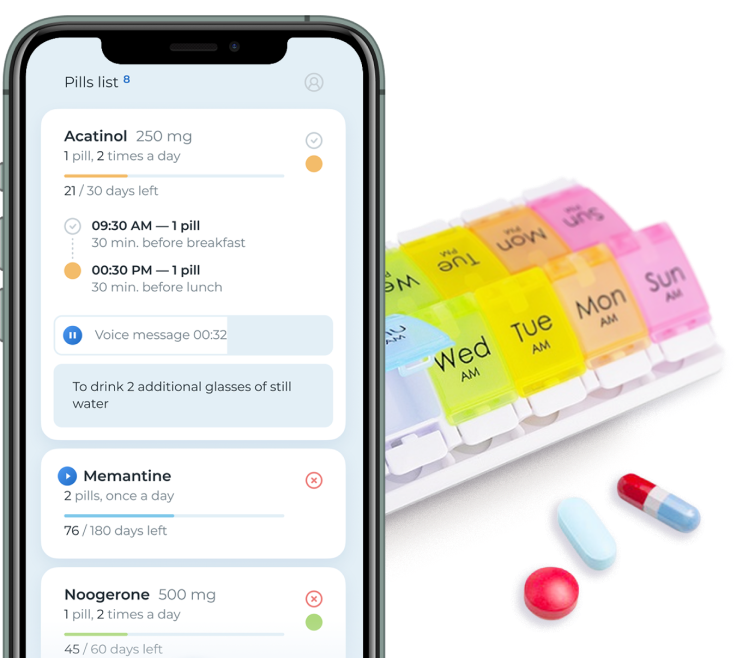 Pills list 8
Acatinol 250 mg
1 pill, 2 times a day
21 / 30 days left
09:30 AM — 1 pill
30 min. before breakfast
00:30 PM — 1 pill
30 min. before lunch
Voice message 00:32
To drink 2 additional glasses of still
water
Memantine
2 pills, once a day
76 / 180 days left
Noogerone 500 mg
1 pill, 2 times a day
45 / 60 days left
Tue
PM
Mon
PM
Sun
PM
Wed
AM
Tue
AM
Mon
AM
Sun
AM